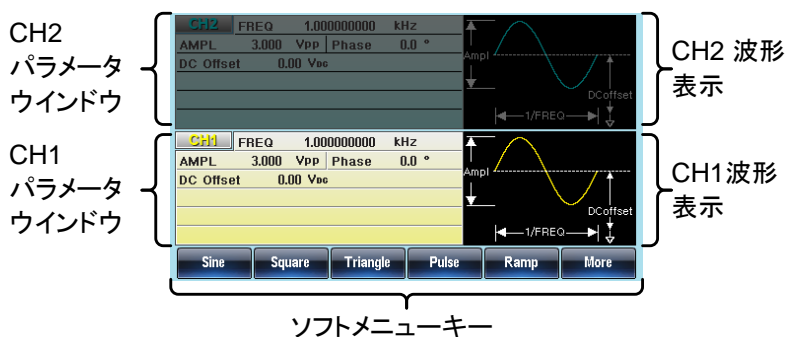 CH2
パラメータ
ウインドウ
CH2 FREQ 1.000000000 kHz
AMPL 3.000 Vpp Phase 0.0 °
DC Offset 0.00 VDC
Ampl
DCoffset
1/FREQ
CH2 波形
表示
CH1
パラメータ
ウインドウ
CH1 FREQ 1.000000000 kHz
AMPL 3.000 Vpp Phase 0.0 °
DC Offset 0.00 VDC
Ampl
DCoffset
1/FREQ
CH1波形
表示
Sine Square Triangle Pulse Ramp More
ソフトメニューキー